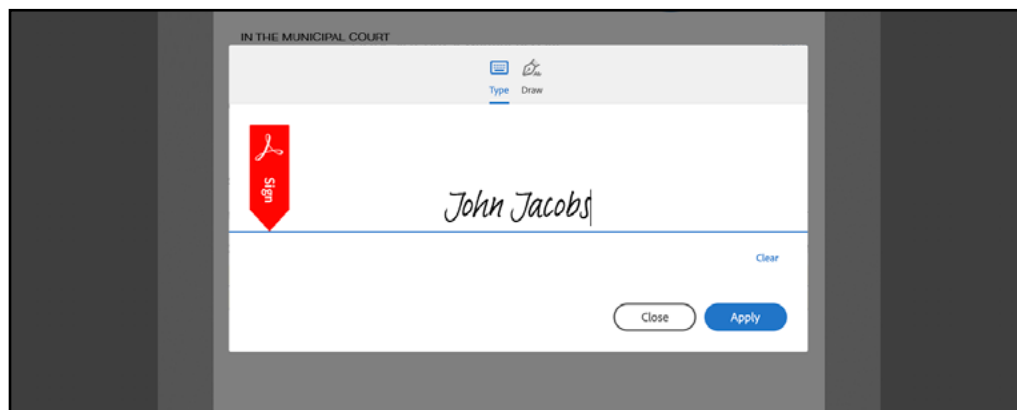 IN THE MUNICIPAL COURT
Type Draw
Sign
John Jacobs
Clear
Close Apply